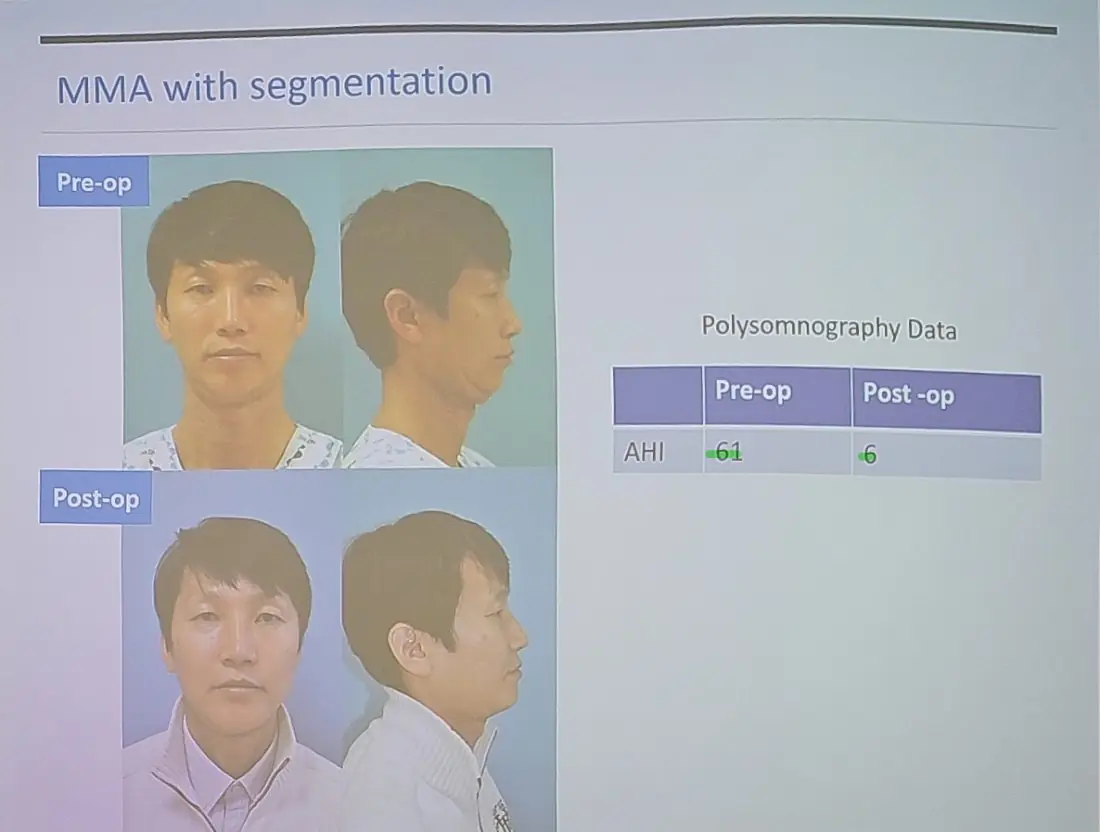 MMA with segmentation
Pre-op
Post-op
Polysomnography Data
Pre-op Post -op
AHI 61 6